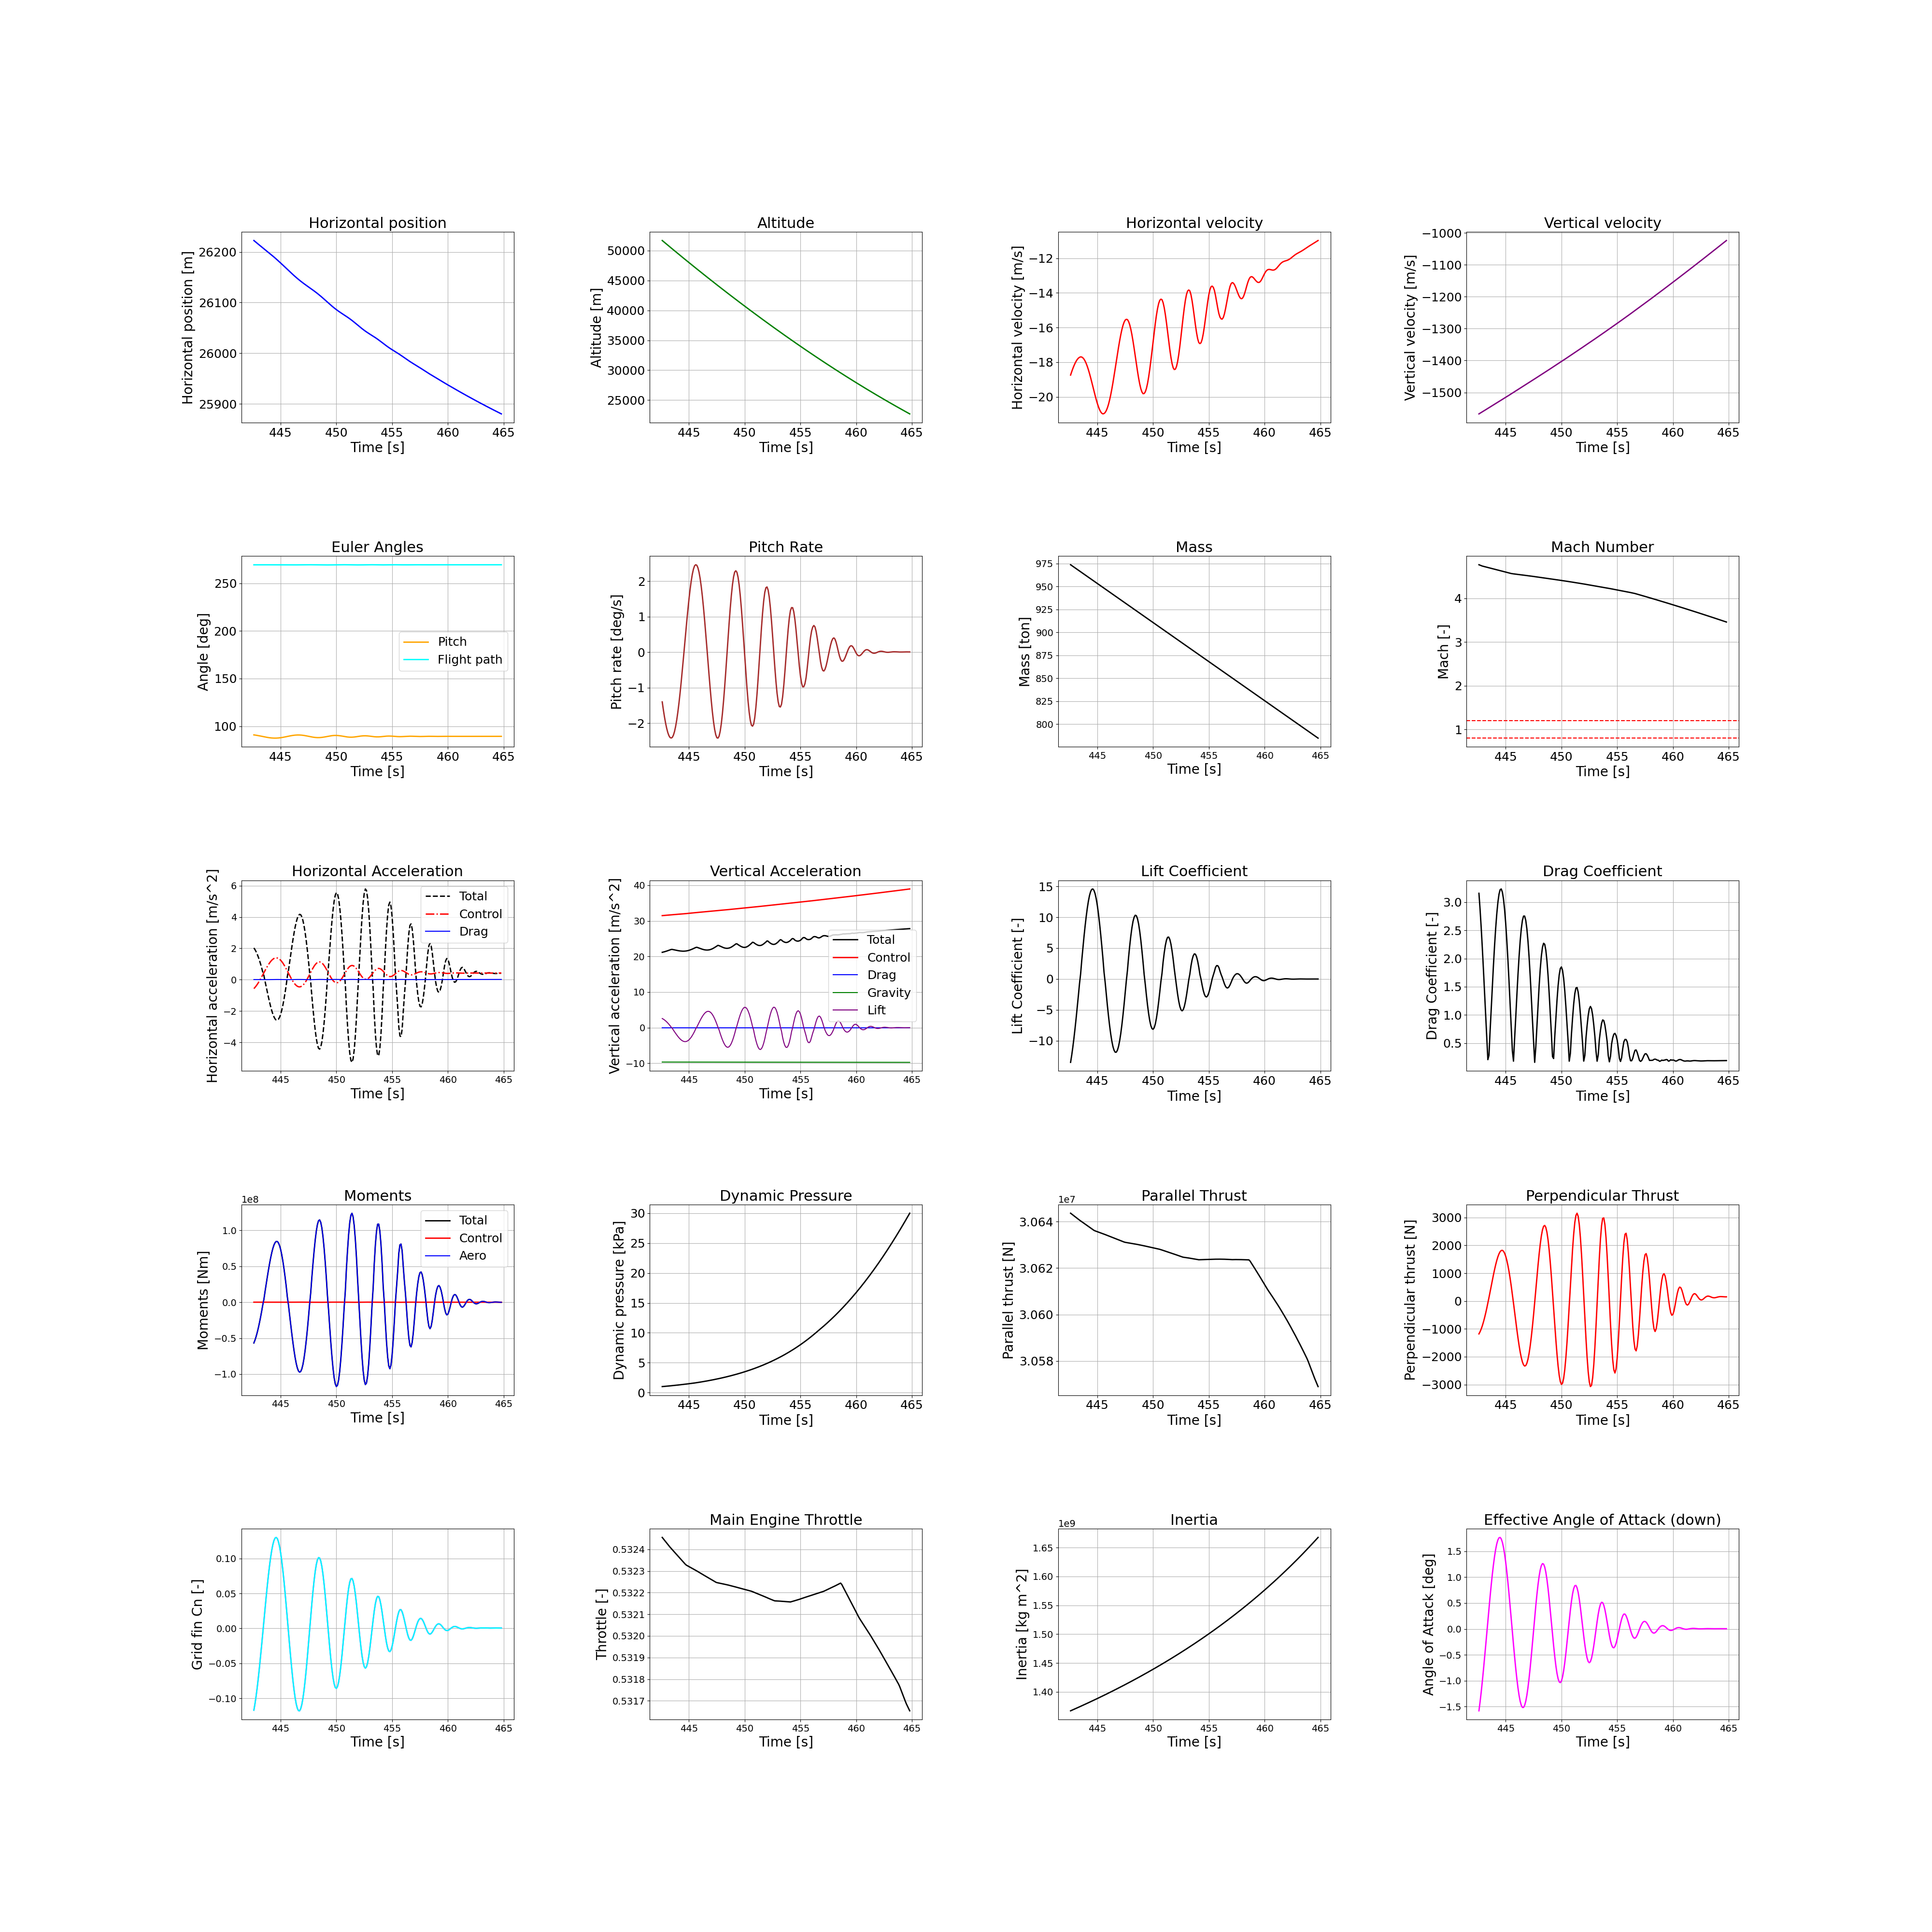 Horizontal position Altitude Horizontal velocity Vertical velocity
Horizontal position [m]
26200
26100
26000
25900
445 450 455 460 465
Time [s]
Altitude [m]
50000
45000
40000
35000
30000
25000
445 450 455 460 465
Time [s]
Horizontal velocity [m/s]
−12
−14
−16
−18
−20
445 450 455 460 465
Time [s]
Vertical velocity [m/s]
−1000
−1100
−1200
−1300
−1400
−1500
445 450 455 460 465
Time [s]
Euler Angles
Angle [deg]
250
200
150
100
Pitch
Flight path
445 450 455 460 465
Time [s]
Pitch Rate
Pitch rate [deg/s]
2
1
0
−1
−2
445 450 455 460 465
Time [s]
Mass
Mass [ton]
975
950
925
900
875
850
825
800
445 450 455 460 465
Time [s]
Mach Number
Mach [-]
4
3
2
1
445 450 455 460 465
Time [s]
Horizontal Acceleration
Horizontal acceleration [m/s^2]
6
4
2
0
−2
−4
Total
Control
Drag
445 450 455 460 465
Time [s]
Vertical Acceleration
Vertical acceleration [m/s^2]
40
30
20
10
0
−10
Total
Control
Drag
Gravity
Lift
445 450 455 460 465
Time [s]
Lift Coefficient
Lift Coefficient [-]
15
10
5
0
−5
−10
445 450 455 460 465
Time [s]
Drag Coefficient
Drag Coefficient [-]
3.0
2.5
2.0
1.5
1.0
0.5
445 450 455 460 465
Time [s]
Moments
1e8
Moments [Nm]
1.0
0.5
0.0
−0.5
−1.0
Total
Control
Aero
445 450 455 460 465
Time [s]
Dynamic Pressure
Dynamic pressure [kPa]
30
25
20
15
10
5
0
445 450 455 460 465
Time [s]
Parallel Thrust
1e7
Parallel thrust [N]
3.064
3.062
3.060
3.058
445 450 455 460 465
Time [s]
Perpendicular Thrust
Perpendicular thrust [N]
3000
2000
1000
0
−1000
−2000
−3000
445 450 455 460 465
Time [s]
Grid fin Cn [-]
0.10
0.05
0.00
−0.05
−0.10
445 450 455 460 465
Time [s]
Main Engine Throttle
Throttle [-]
0.5324
0.5323
0.5322
0.5321
0.5320
0.5319
0.5318
0.5317
445 450 455 460 465
Time [s]
Inertia
1e9
Inertia [kg m^2]
1.65
1.60
1.55
1.50
1.45
1.40
445 450 455 460 465
Time [s]
Effective Angle of Attack (down)
Angle of Attack [deg]
1.5
1.0
0.5
0.0
−0.5
−1.0
−1.5
445 450 455 460 465
Time [s]